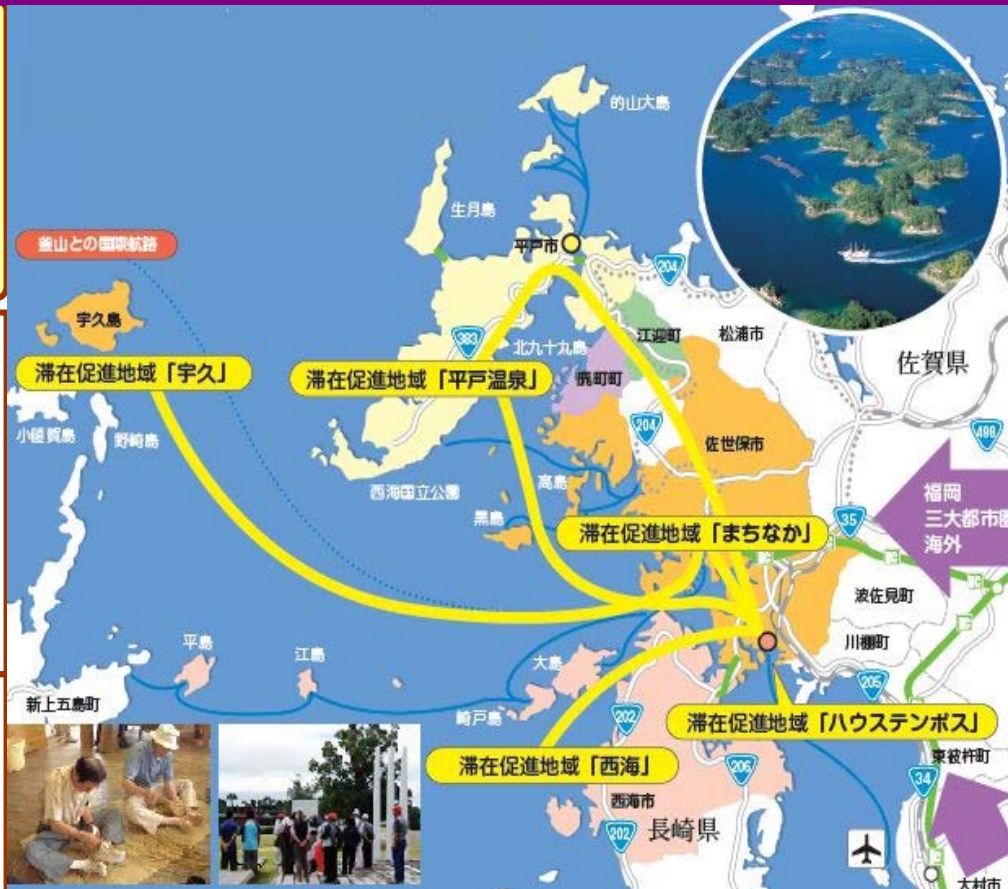 的山大島
生月島
平戸市
釜山との国際航路
204
宇久島
383
北九十九島
江迎町
松浦市
佐賀県
滞在促進地域「宇久」
滞在促進地域「平戸温泉」
鹿町町
小値賀島
野崎島
204
佐世保市
498
西海国立公園
高島
黒島
福岡
三大都市圏
海外
35
滞在促進地域「まちなか」
波佐見町
平島
江島
大島
川棚町
205
新上五島町
崎戸島
202
滞在促進地域「ハウステンボス」
滞在促進地域「西海」
206
東彼杵町
34
西海市
202
長崎県
大村市